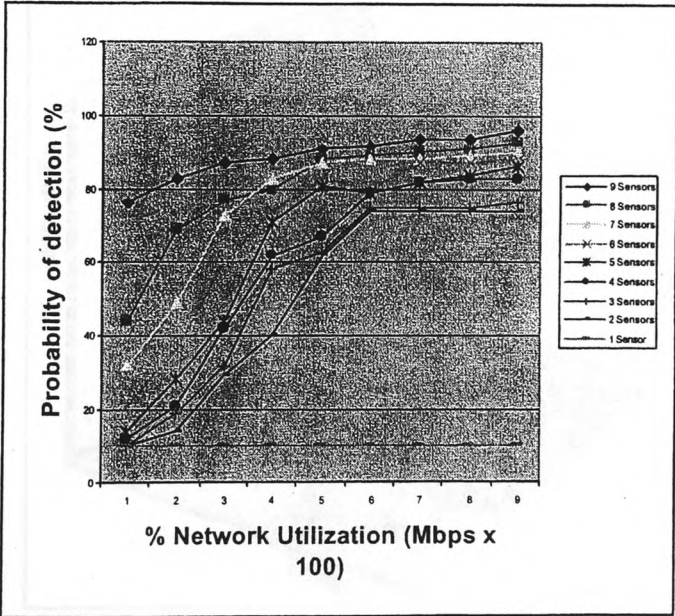 Probability of detection (%
120
100
80
60
40
20
0
1 2 3 4 5 6 7 8 9
% Network Utilization (Mbps x
100)
9 Sensors
8 Sensors
7 Sensors
6 Sensors
5 Sensors
4 Sensors
3 Sensors
2 Sensors
1 Sensor